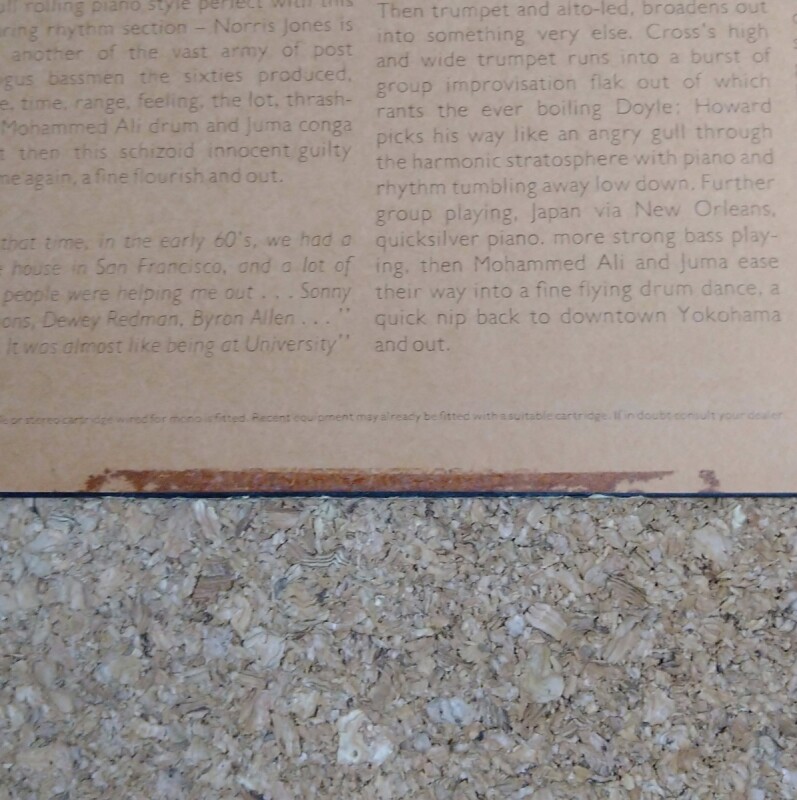 rolling piano style perfect with this
ring rhythm section – Norris Jones is
another of the vast army of post
gus bassmen the sixties produced,
e, time, range, feeling, the lot, thrash-
Mohammed Ali drum and Juma conga
t then this schizoid innocent guilty
me again, a fine flourish and out.
that time, in the early 60's, we had a
house in San Francisco, and a lot of
people were helping me out . . . Sonny
ons, Dewey Redman, Byron Allen . . . ''
It was almost like being at University''
Then trumpet and alto-led, broadens out
into something very else. Cross's high
and wide trumpet runs into a burst of
group improvisation flak out of which
rants the ever boiling Doyle: Howard
picks his way like an angry gull through
the harmonic stratosphere with piano and
rhythm tumbling away low down. Further
group playing, Japan via New Orleans,
quicksilver piano, more strong bass play-
ing, then Mohammed Ali and Juma ease
their way into a fine flying drum dance, a
quick nip back to downtown Yokohama
and out.
or stereo cartridge wired for mono is fitted. Recent equipment may already be fitted with a suitable cartridge. If in doubt consult your dealer.